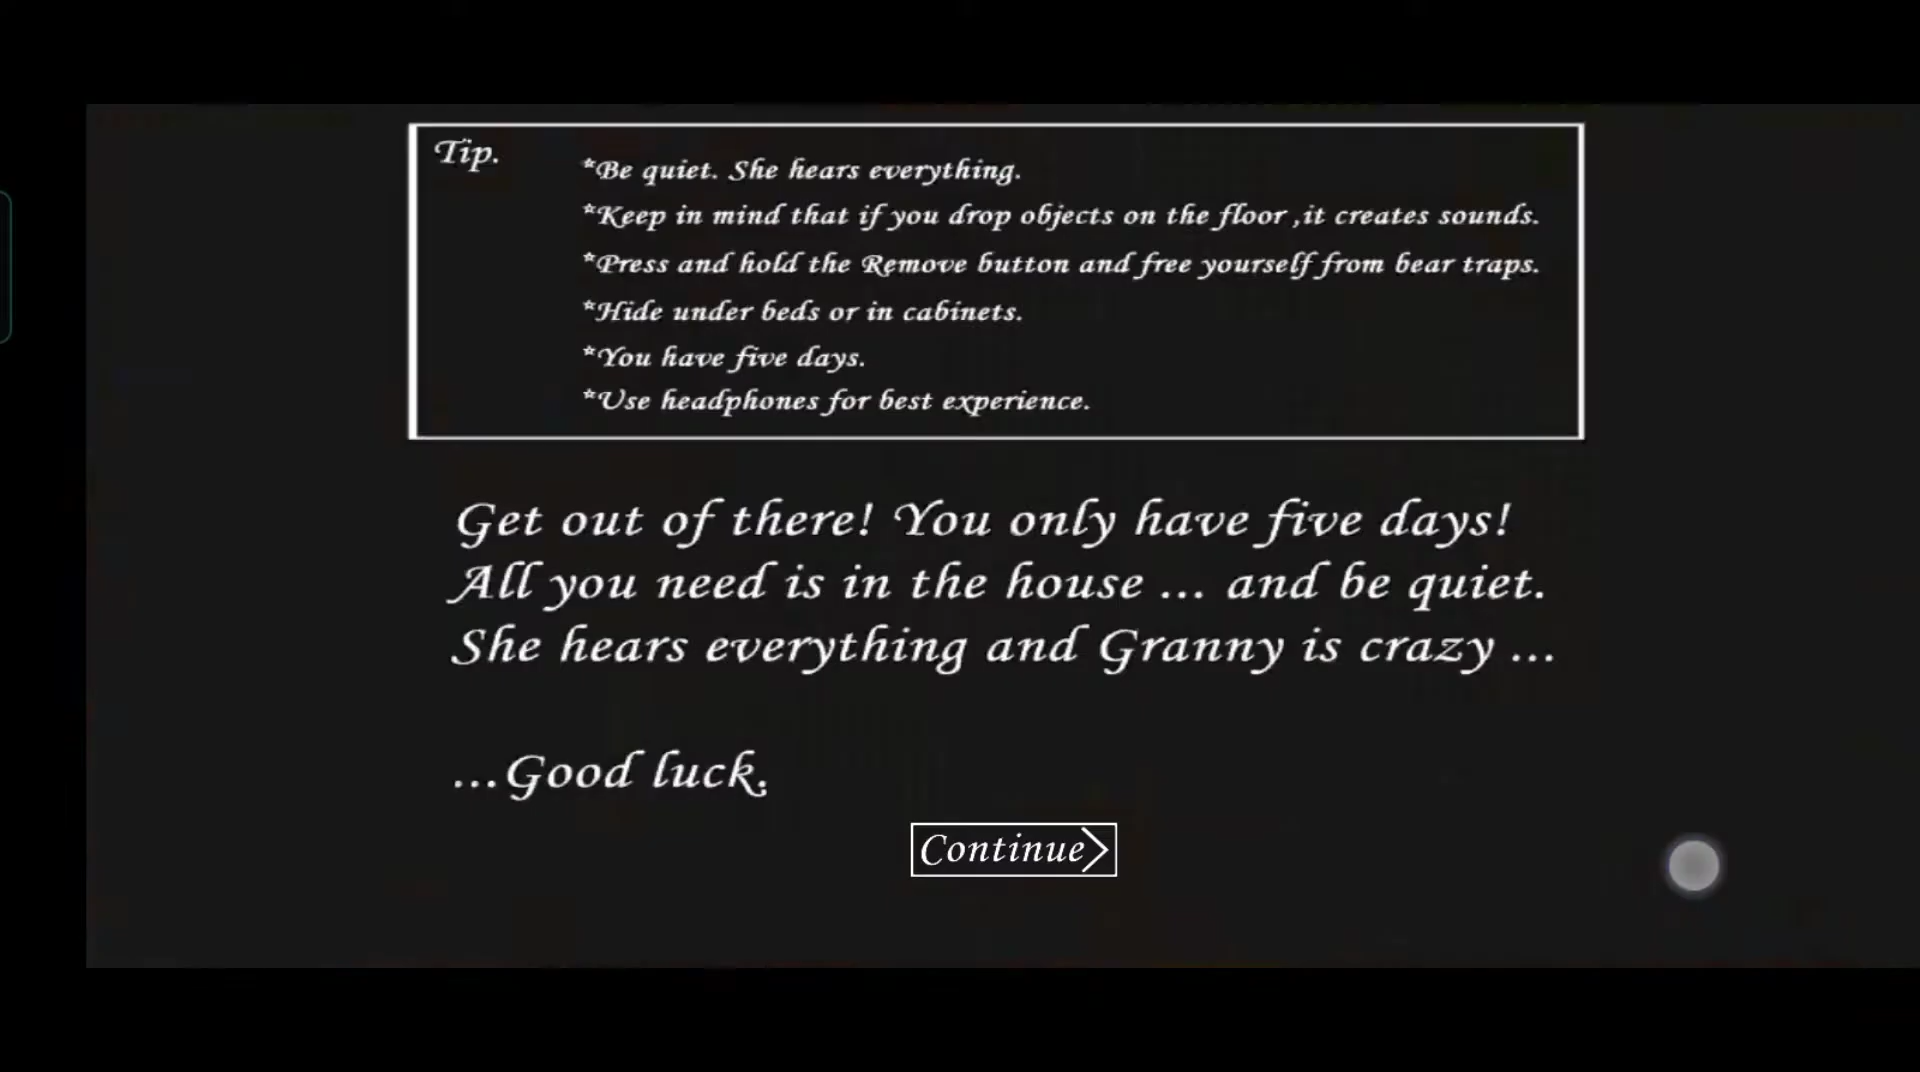 Tip.
*Be quiet. She hears everything.
*Keep in mind that if you drop objects on the floor ,it creates sounds.
*Press and hold the Remove button and free yourself from bear traps.
*Hide under beds or in cabinets.
*You have five days.
*Use headphones for best experience.
Get out of there! You only have five days!
All you need is in the house ... and be quiet.
She hears everything and Granny is crazy ...
...Good luck.
Continue>